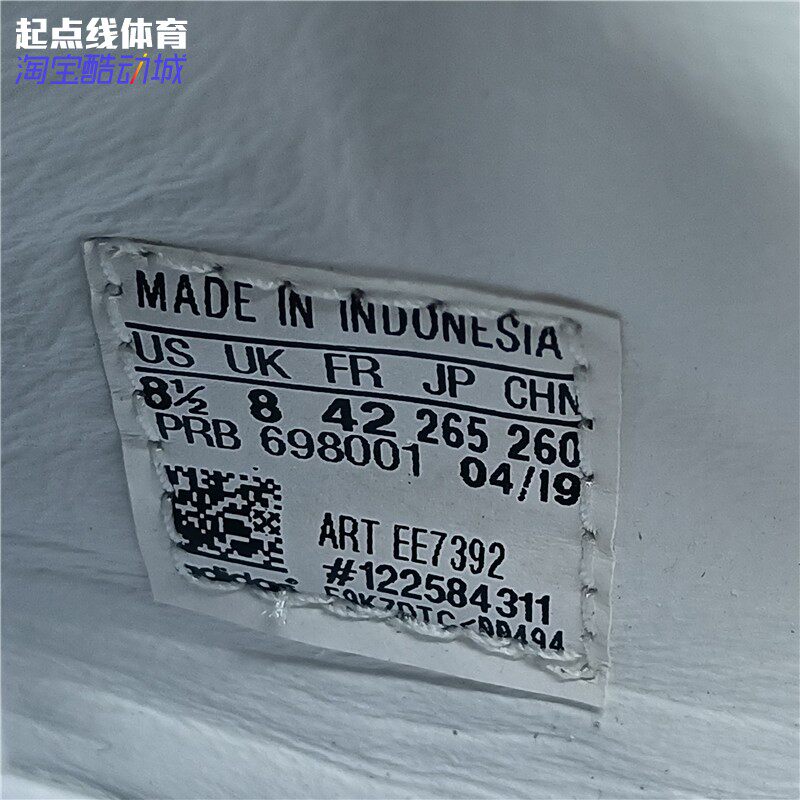 起点线体育
淘宝酷动城
MADE IN INDONESIA
US UK FR JP CHN
8½ 8 42 265 260
PRB 698001 04/19
ART EE7392
adidas
#122584311